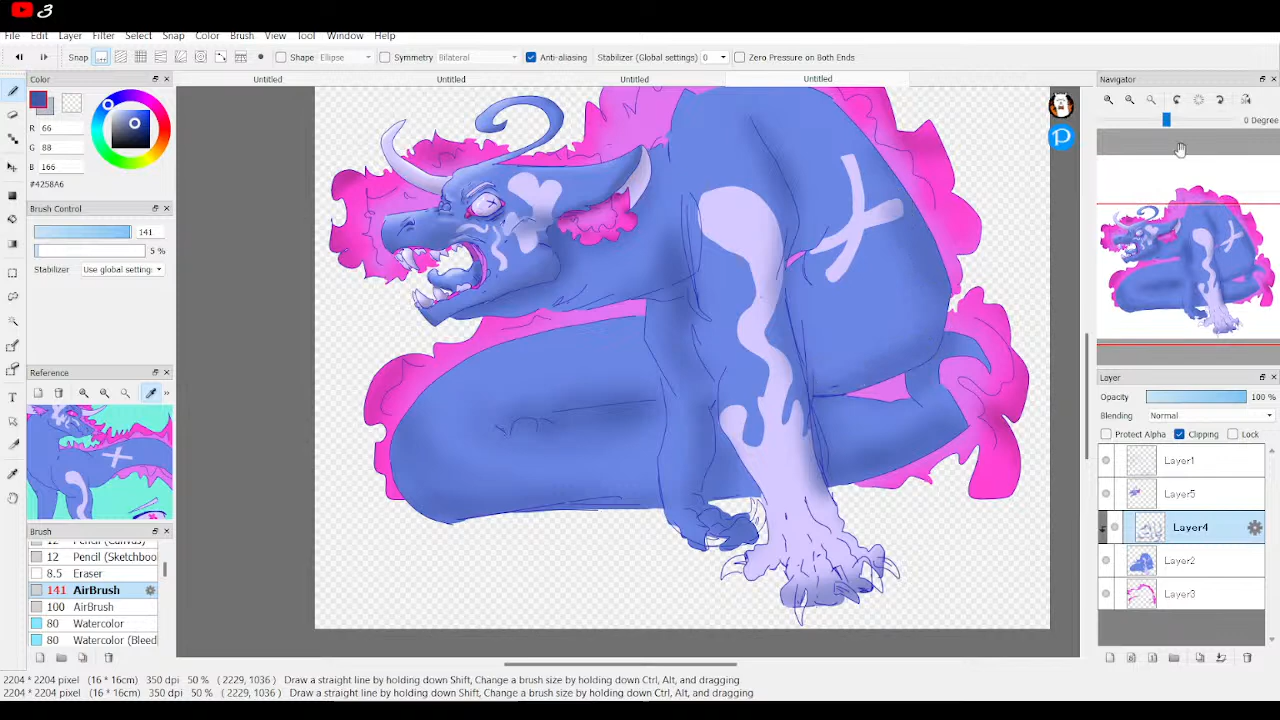 3
File Edit Layer Filter Select Snap Color Brush View Tool Window Help
Snap Shape Ellipse Symmetry Bilateral Anti-aliasing Stabilizer (Global settings) 0 Zero Pressure on Both Ends
Color
Untitled Untitled Untitled Untitled
Navigator
R 66
G 88
B 166
#4258A6
0 Degree
Brush Control
141
5 %
Stabilizer Use global setting
Reference
Layer
Opacity 100 %
Blending Normal
Protect Alpha Clipping Lock
Layer1
Layer5
Layer4
Layer2
Layer3
Brush
12 Pencil (Canvas)
12 Pencil (Sketchboo
8.5 Eraser
141 AirBrush
100 AirBrush
80 Watercolor
80 Watercolor (Bleed
2204 * 2204 pixel (16 * 16cm) 350 dpi 50 % ( 2229, 1036 ) Draw a straight line by holding down Shift, Change a brush size by holding down Ctrl, Alt, and dragging
2204 * 2204 pixel (16 * 16cm) 350 dpi 50 % ( 2229, 1036 ) Draw a straight line by holding down Shift, Change a brush size by holding down Ctrl, Alt, and dragging